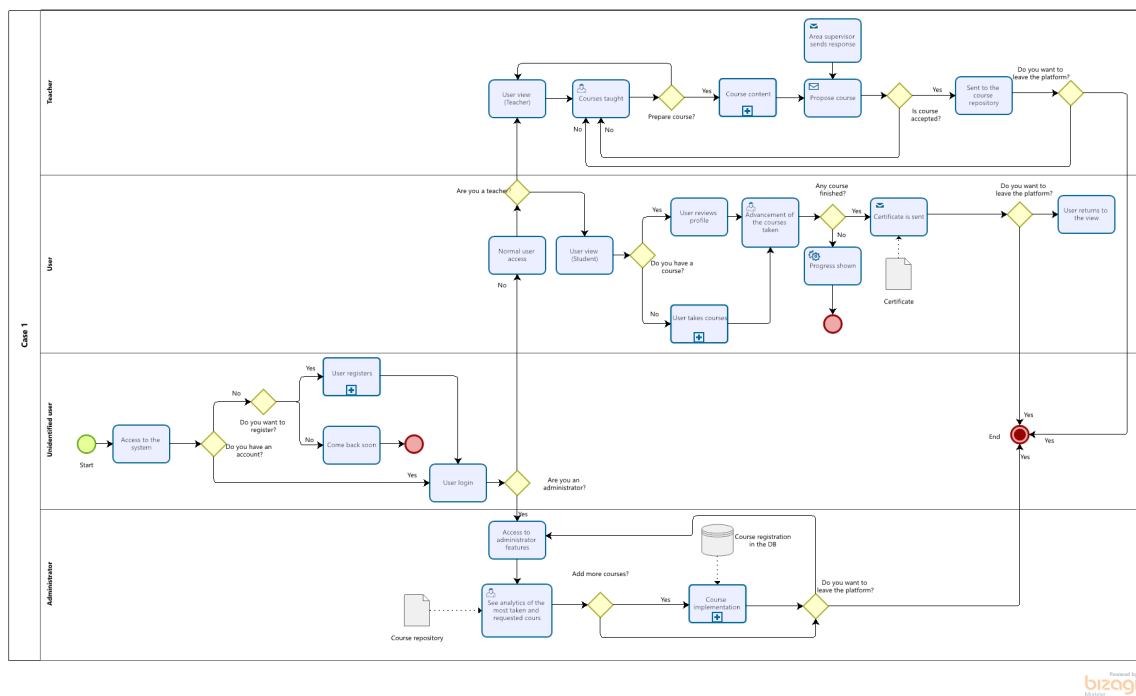 Case 1
Teacher
Area supervisor
sends response
User view
(Teacher)
Courses taught
Prepare course?
Yes
Course content
Propose course
Is course
accepted?
Yes
Sent to the
course
repository
Do you want to
leave the platform?
No
No
User
Are you a teacher?
Normal user
access
No
User view
(Student)
Do you have a
course?
Yes
User reviews
profile
No
User takes courses
Advancement of
the courses
taken
Any course
finished?
Yes
No
Progress shown
Certificate is sent
Certificate
Do you want to
leave the platform?
User returns to
the view
Unidentified user
Start
Access to the
system
Do you have an
account?
No
Do you want to
register?
Yes
User registers
No
Come back soon
Yes
User login
Are you an
administrator?
Yes
End
Yes
Yes
Yes
Administrator
Access to
administrator
features
See analytics of the
most taken and
requested cours
Course repository
Add more courses?
Yes
Course registration
in the DB
Course
implementation
Do you want to
leave the platform?
Powered by
bizagi
Modeler